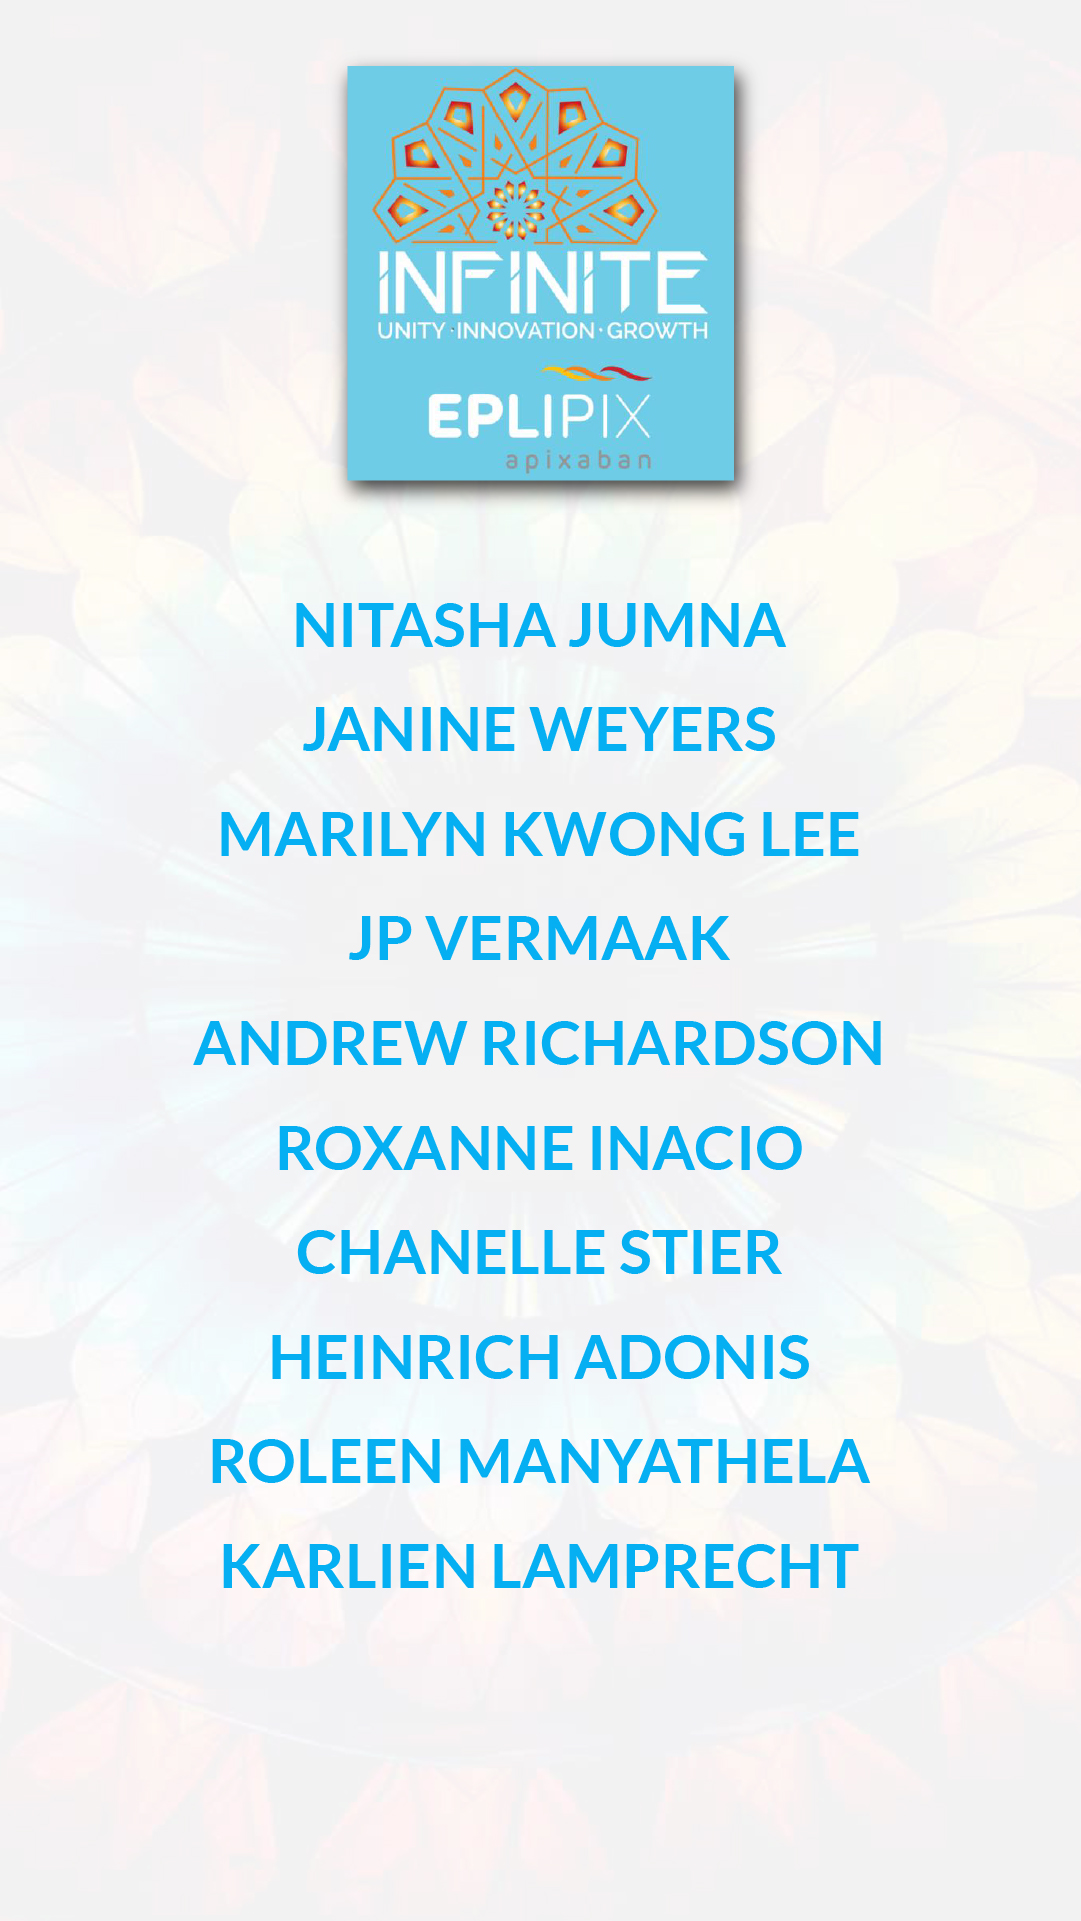 INFINITE
UNITY · INNOVATION · GROWTH
EPLIPIX
apixaban
NITASHA JUMNA
JANINE WEYERS
MARILYN KWONG LEE
JP VERMAAK
ANDREW RICHARDSON
ROXANNE INACIO
CHANELLE STIER
HEINRICH ADONIS
ROLEEN MANYATHELA
KARLIEN LAMPRECHT